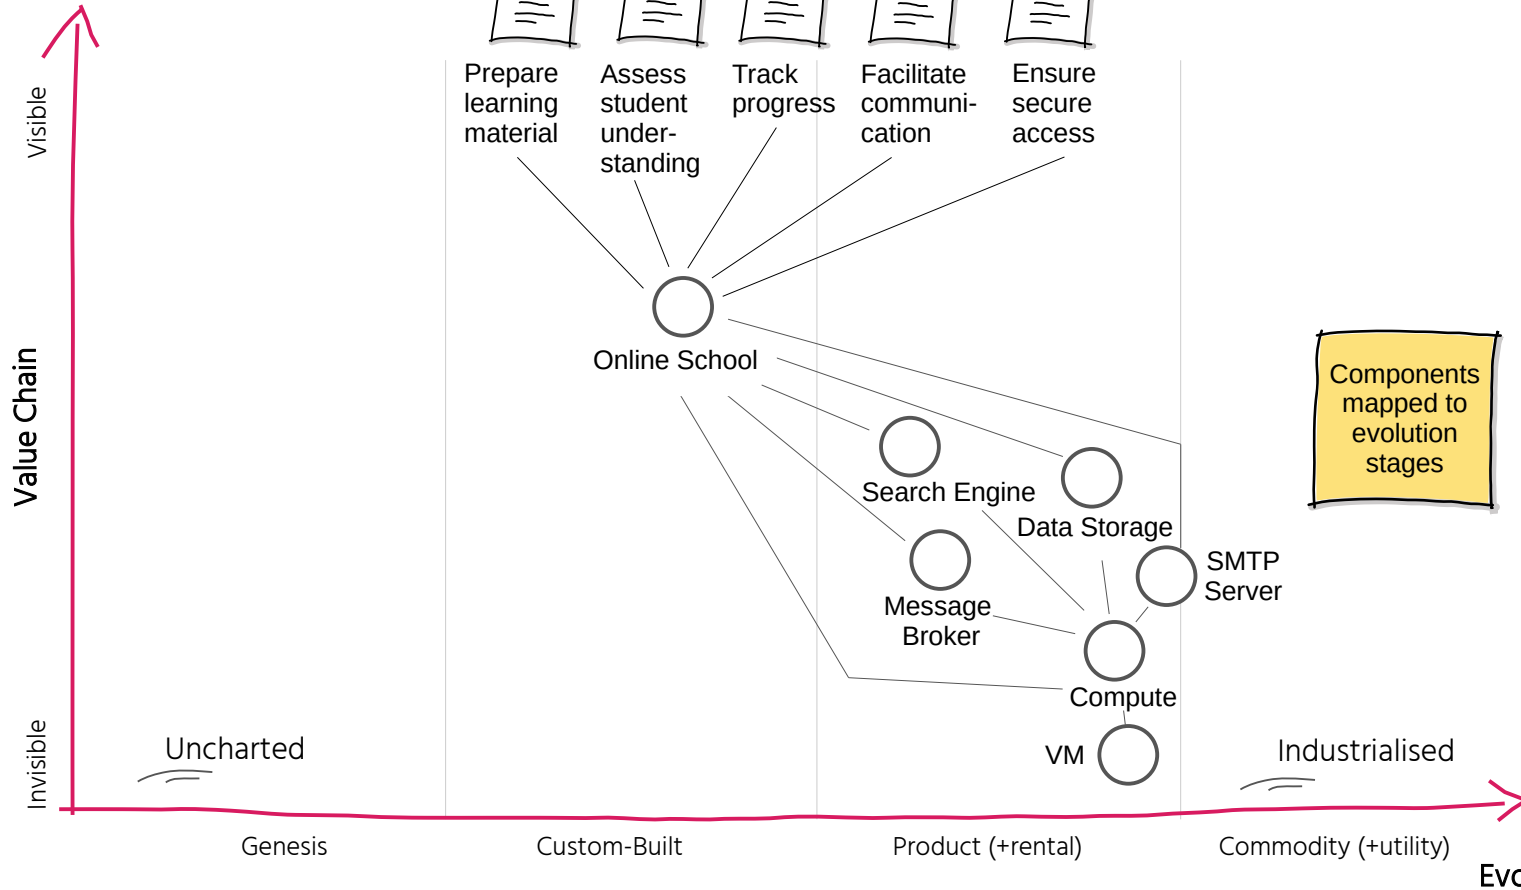 Prepare
learning
material
Assess
student
under-
standing
Track
progress
Facilitate
communi-
cation
Ensure
secure
access
Visible
Value Chain
Invisible
Online School
Components
mapped to
evolution
stages
Search Engine
Data Storage
SMTP
Server
Message
Broker
Compute
VM
Uncharted
Industrialised
Genesis
Custom-Built
Product (+rental)
Commodity (+utility)